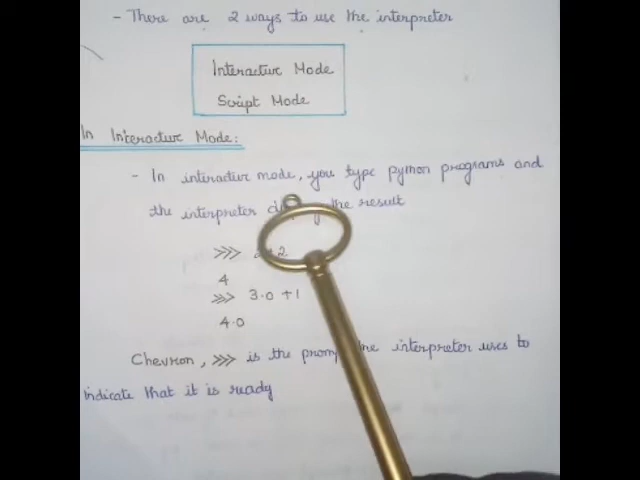 - There are 2 ways to use the interpreter
Interactive Mode
Script Mode
In Interactive Mode:
- In interactive mode, you type python programs and
the interpreter the result
>>> 2
4
>>> 3.0 +1
4.0
Chevron, >>> is the interpreter uses to
indicate that it is ready